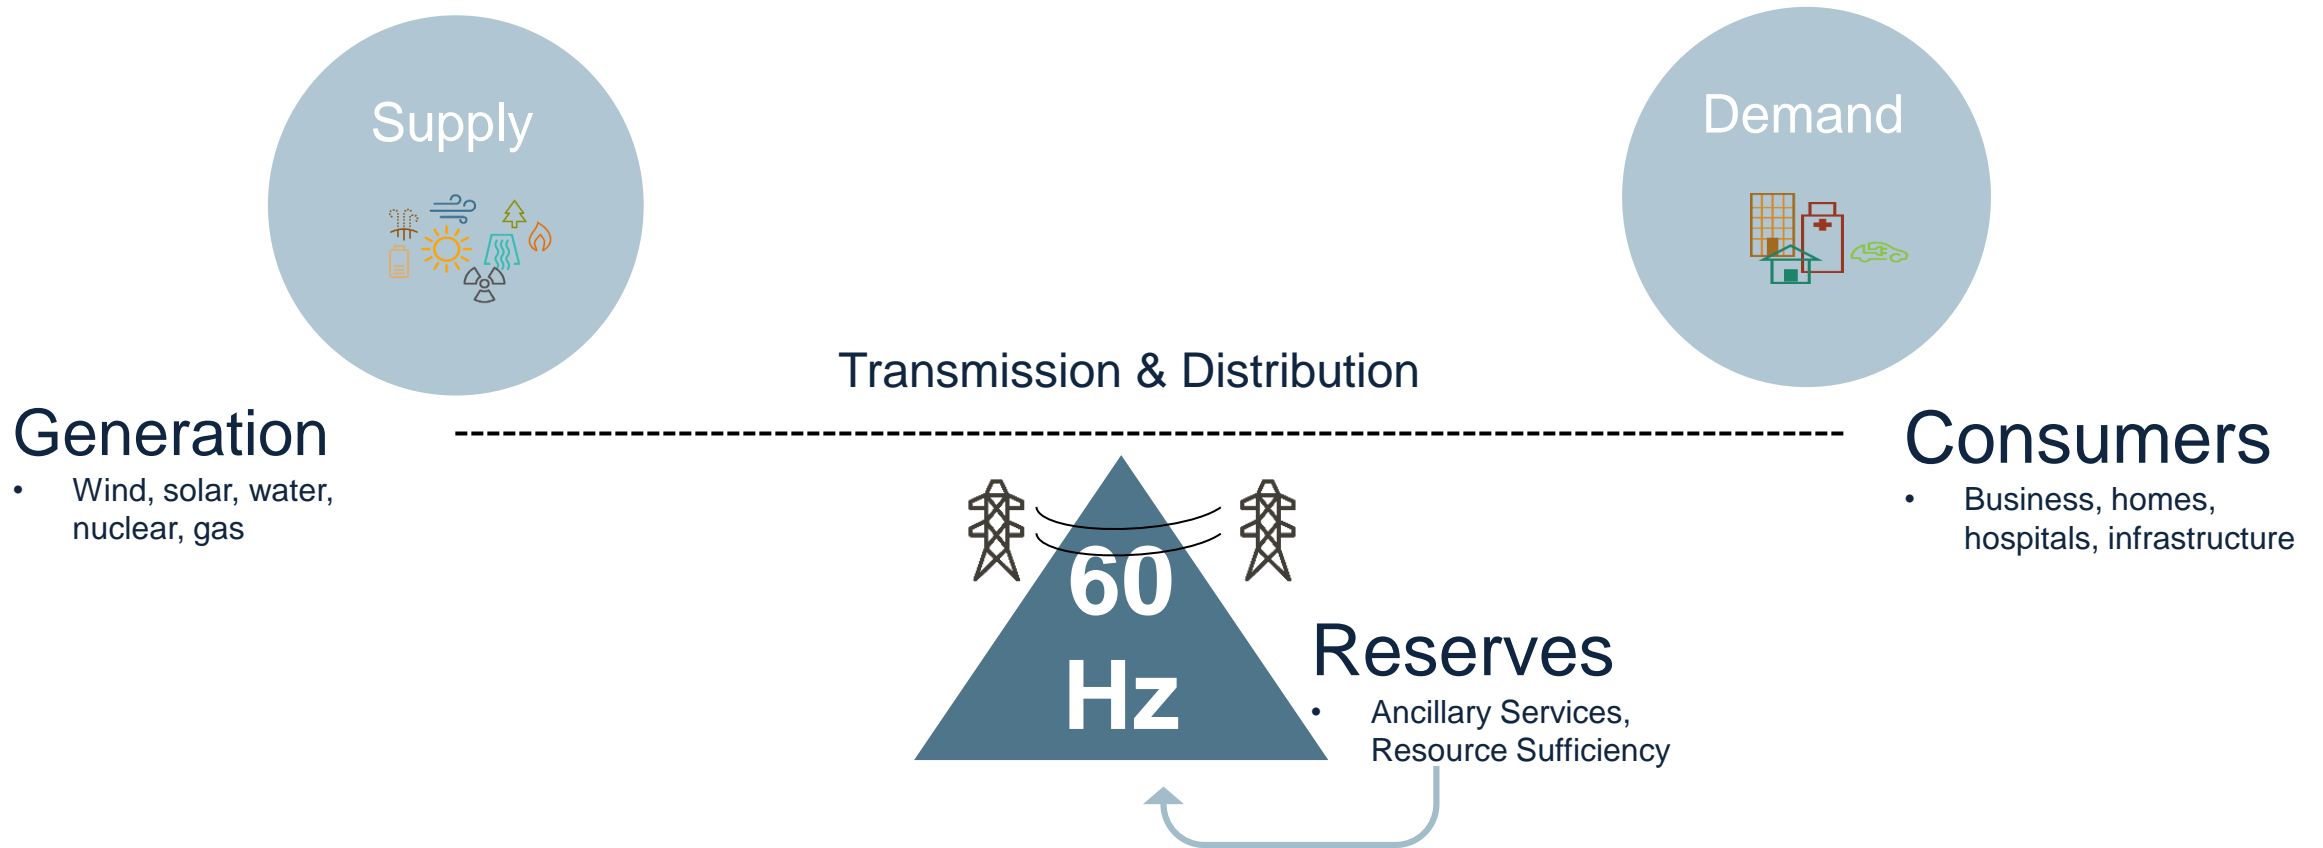 Supply
Demand
Transmission & Distribution
Generation
• Wind, solar, water,
nuclear, gas
Consumers
• Business, homes,
hospitals, infrastructure
60
Hz
Reserves
• Ancillary Services,
Resource Sufficiency